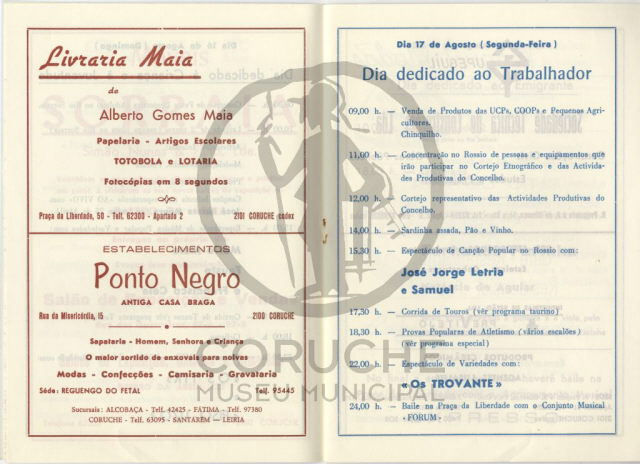 Livraria Maia
de
Alberto Gomes Maia
Papelaria - Artigos Escolares
TOTOBOLA e LOTARIA
Fotocópias em 8 segundos
Praça da Liberdade, 50 - Telf. 62300 - Apartado 2
2101 CORUCHE codex
ESTABELECIMENTOS
Ponto Negro
ANTIGA CASA BRAGA
Rua da Misericórdia, 15
2100 CORUCHE
Sapataria - Homem, Senhora e Criança
O maior sortido de enxovais para noivas
Modas - Confecções - Camisaria - Gravataria
Séde: REGUENGO DO FETAL
Telf. 95445
Sucursais: ALCOBAÇA - Telf. 42425 - FÁTIMA - Telf. 97380
CORUCHE - Telf. 63095 - SANTARÉM — LEIRIA
Dia 17 de Agosto (Segunda-Feira)
Dia dedicado ao Trabalhador
09,00 h. — Venda de Produtos das UCPs, COOPs e Pequenos Agri-
cultores.
Chinquilho.
11,00 h. — Concentração no Rossio de pessoas e equipamentos que
irão participar no Cortejo Etnográfico e das Activida-
des Produtivas do Concelho.
12,00 h. — Cortejo representativo das Actividades Produtivas do
Concelho.
14,00 h. — Sardinha assada, Pão e Vinho.
15,30 h. — Espectáculo de Canção Popular no Rossio com:
José Jorge Letria
e Samuel
17,30 h. — Corrida de Touros (ver programa taurino)
18,30 h. — Provas Populares de Atletismo (vários escalões)
(ver programa especial)
22,00 h. — Espectáculo de Variedades com:
« Os TROVANTE »
24,00 h. — Baile na Praça da Liberdade com o Conjunto Musical
- FORUM -
CORUCHE
MUSEU MUNICIPAL